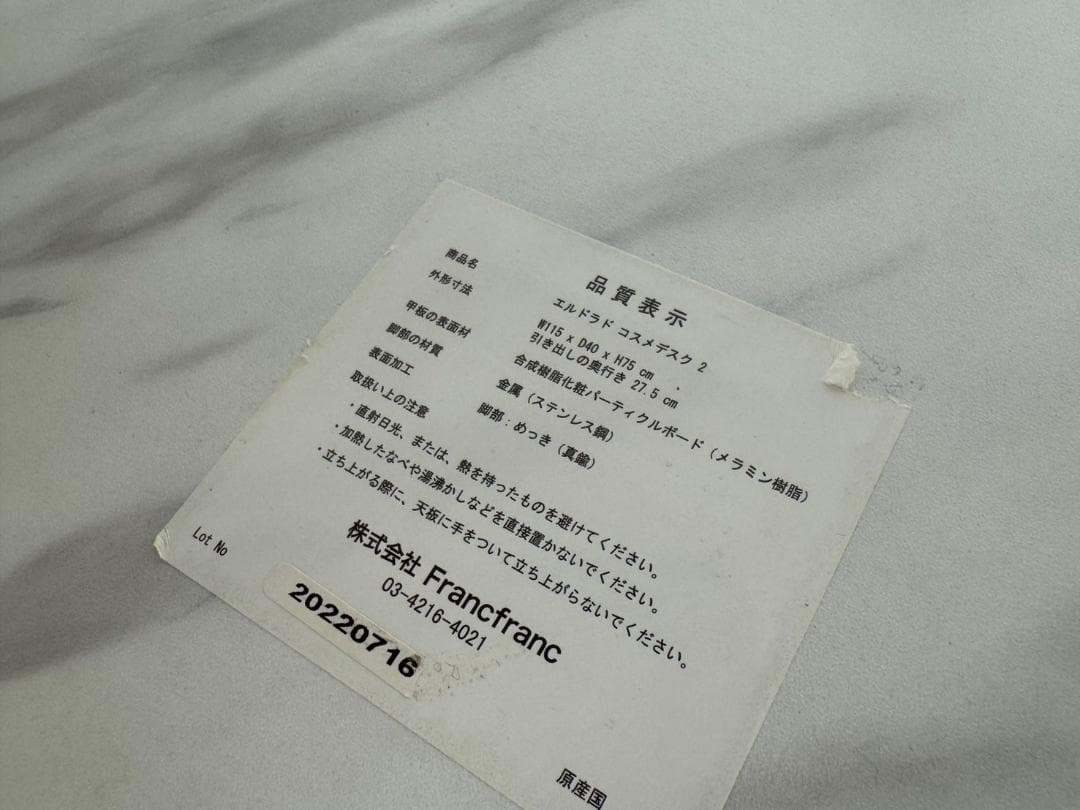 品質表示
商品名 エルドラド コスメデスク 2
外形寸法 W115 x D40 x H75 cm
引き出しの奥行き 27.5 cm
甲板の表面材 合成樹脂化粧パーティクルボード（メラミン樹脂）
脚部の材質 金属（ステンレス鋼）
表面加工 脚部：めっき（真鍮）
取扱い上の注意
・直射日光、または、熱を持ったものを避けてください。
・加熱したなべや湯沸かしなどを直接置かないでください。
・立ち上がる際に、天板に手をついて立ち上がらないでください。
株式会社 Francfranc
03-4216-4021
Lot No 20220716
原産国